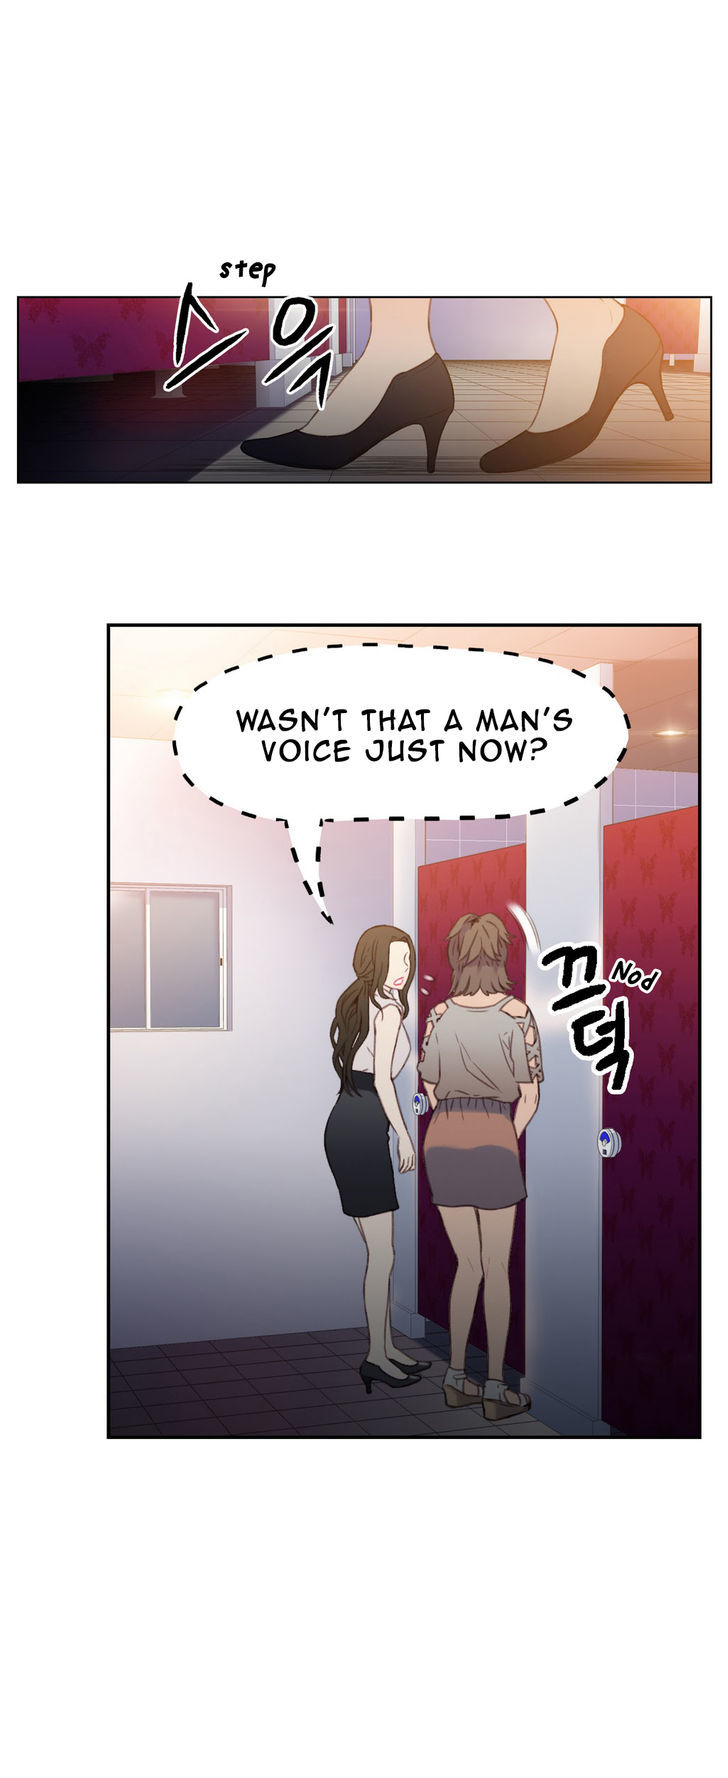 step
스윽
WASN'T THAT A MAN'S
VOICE JUST NOW?
끄덕
Nod